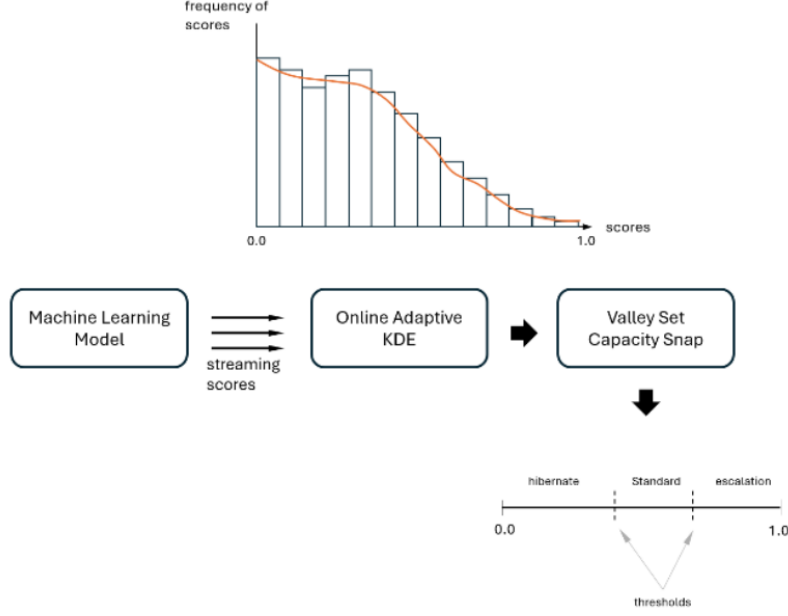 frequency of
scores
scores
0.0
1.0
Machine Learning
Model
streaming
scores
Online Adaptive
KDE
Valley Set
Capacity Snap
hibernate
Standard
escalation
0.0
1.0
thresholds